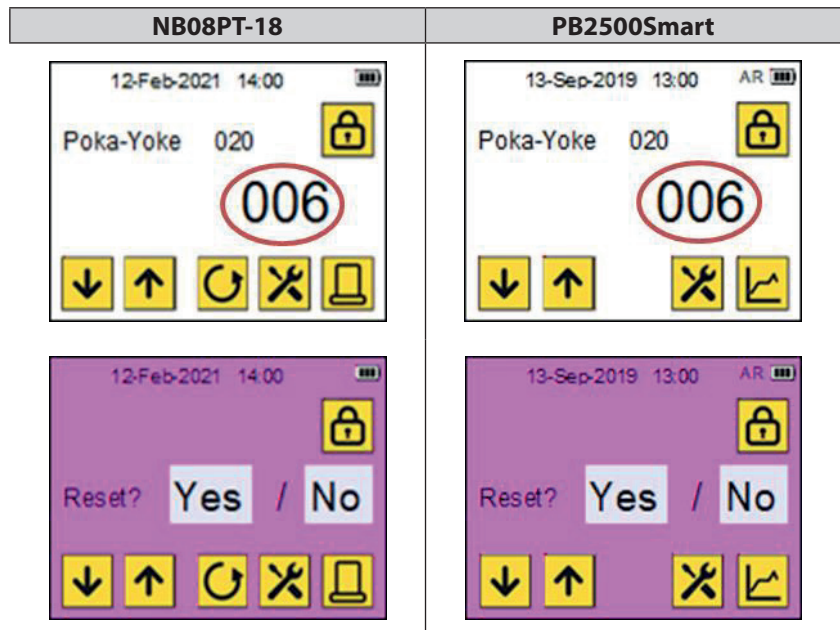 NB08PT-18 PB2500Smart
12-Feb-2021 14:00
Poka-Yoke 020
006
13-Sep-2019 13:00 AR
Poka-Yoke 020
006
12-Feb-2021 14:00
Reset? Yes / No
13-Sep-2019 13:00 AR
Reset? Yes / No